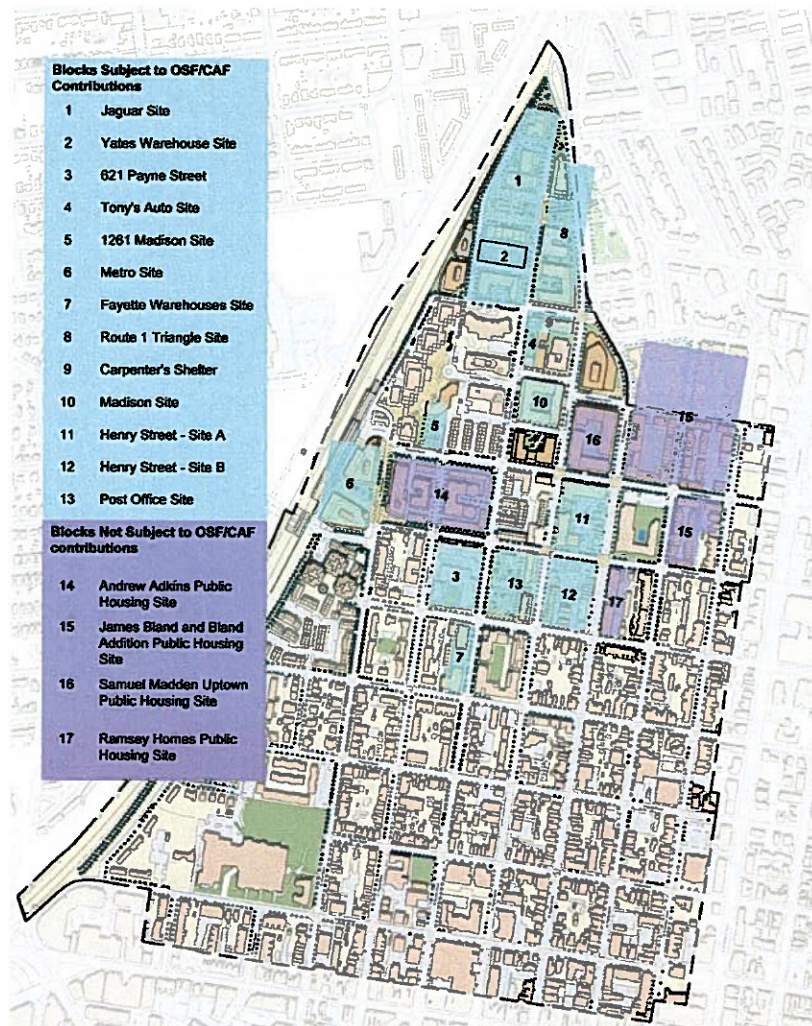 Blocks Subject to OSF/CAF
Contributions
1 Jaguar Site
2 Yates Warehouse Site
3 621 Payne Street
4 Tony's Auto Site
5 1261 Madison Site
6 Metro Site
7 Fayette Warehouses Site
8 Route 1 Triangle Site
9 Carpenter's Shelter
10 Madison Site
11 Henry Street - Site A
12 Henry Street - Site B
13 Post Office Site
Blocks Not Subject to OSF/CAF
contributions
14 Andrew Adkins Public
Housing Site
15 James Bland and Bland
Addition Public Housing
Site
16 Samuel Madden Uptown
Public Housing Site
17 Ramsey Homes Public
Housing Site
1
8
2
9
4
10
16
15
5
6
14
11
15
3
13
12
17
7